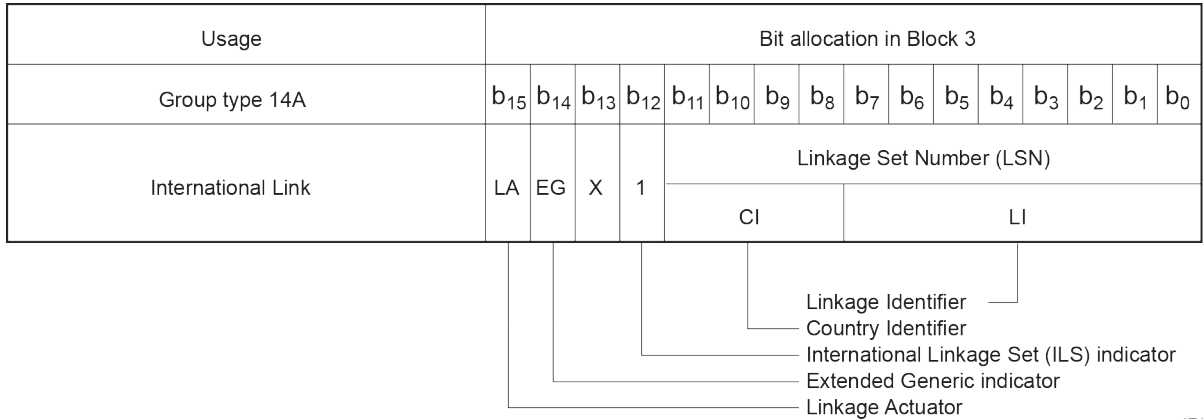 Usage Bit allocation in Block 3
Group type 14A b15 b14 b13 b12 b11 b10 b9 b8 b7 b6 b5 b4 b3 b2 b1 b0
Linkage Set Number (LSN)
International Link LA EG X 1
CI LI
Linkage Identifier
Country Identifier
International Linkage Set (ILS) indicator
Extended Generic indicator
Linkage Actuator